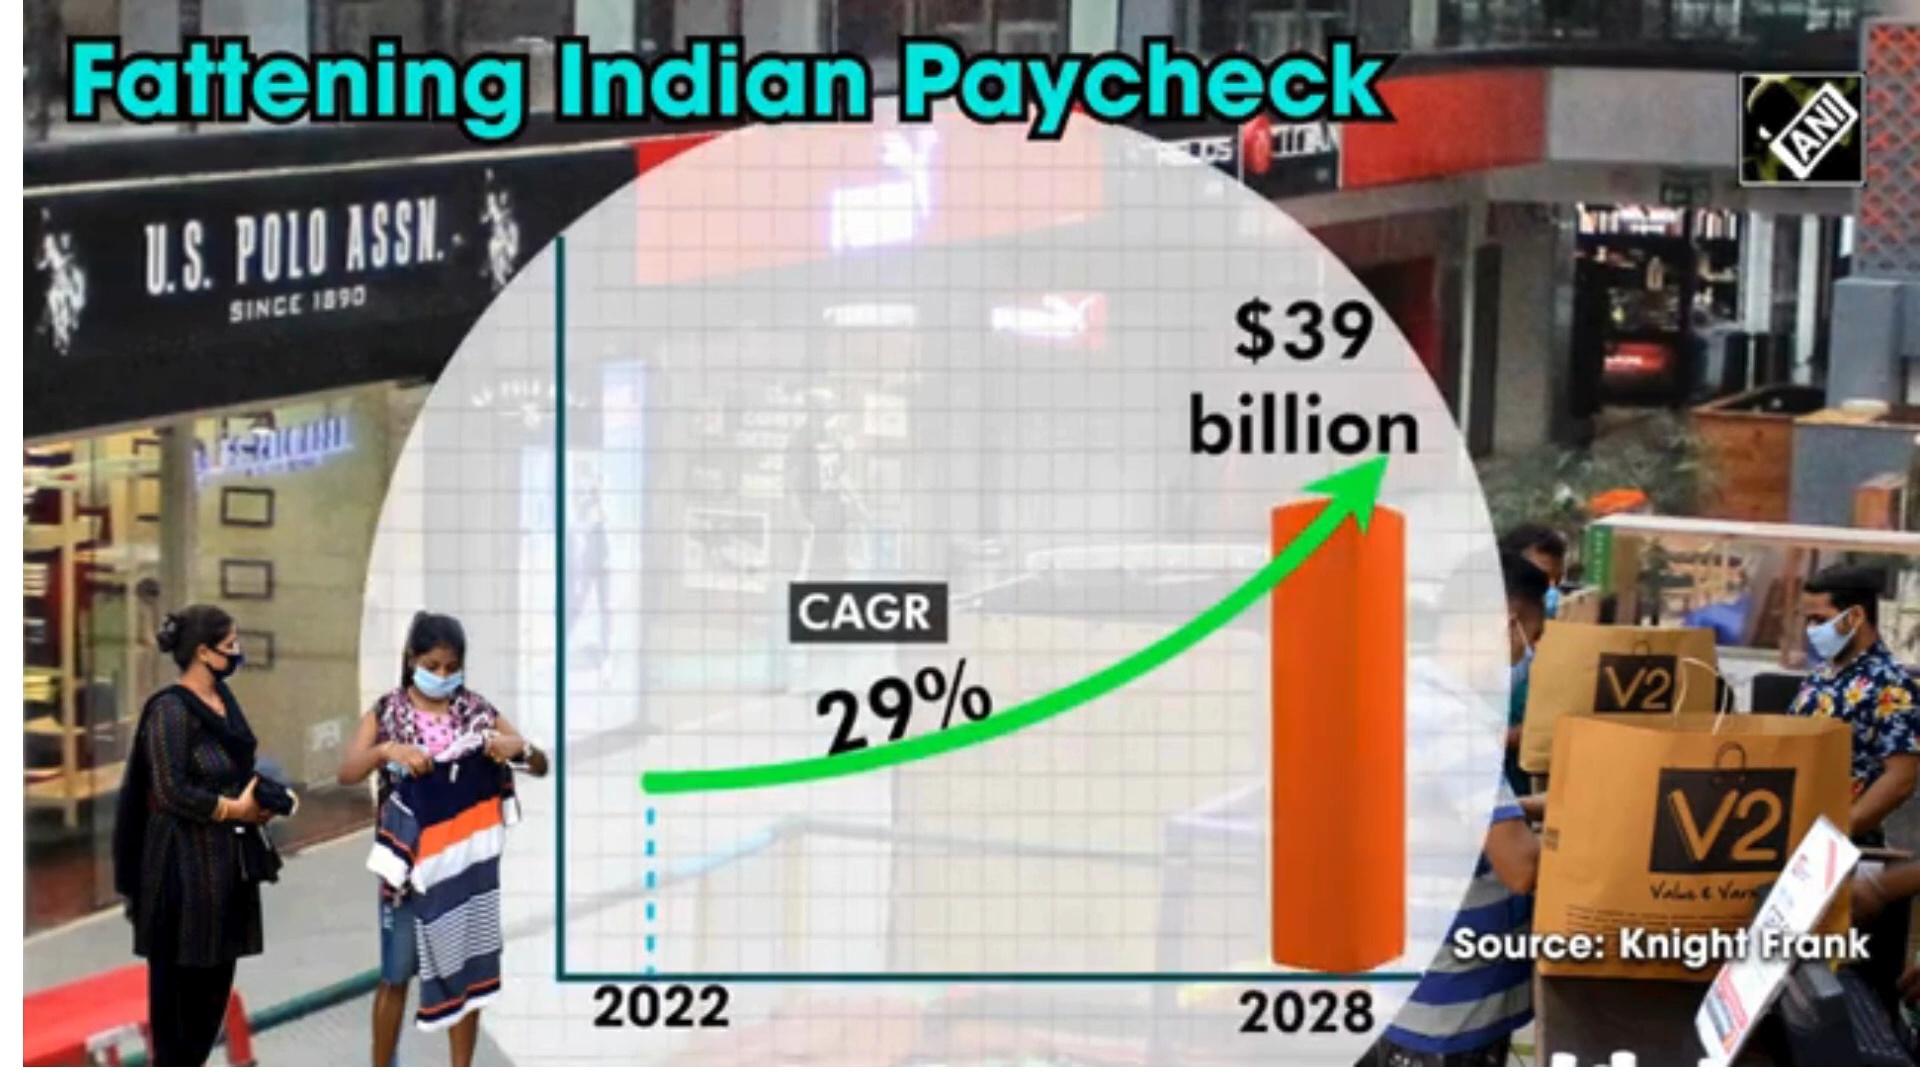 Fattening Indian Paycheck
ANI
U.S. POLO ASSN.
SINCE 1890
$39
billion
CAGR
29%
V2
V2
Source: Knight Frank
2022
2028